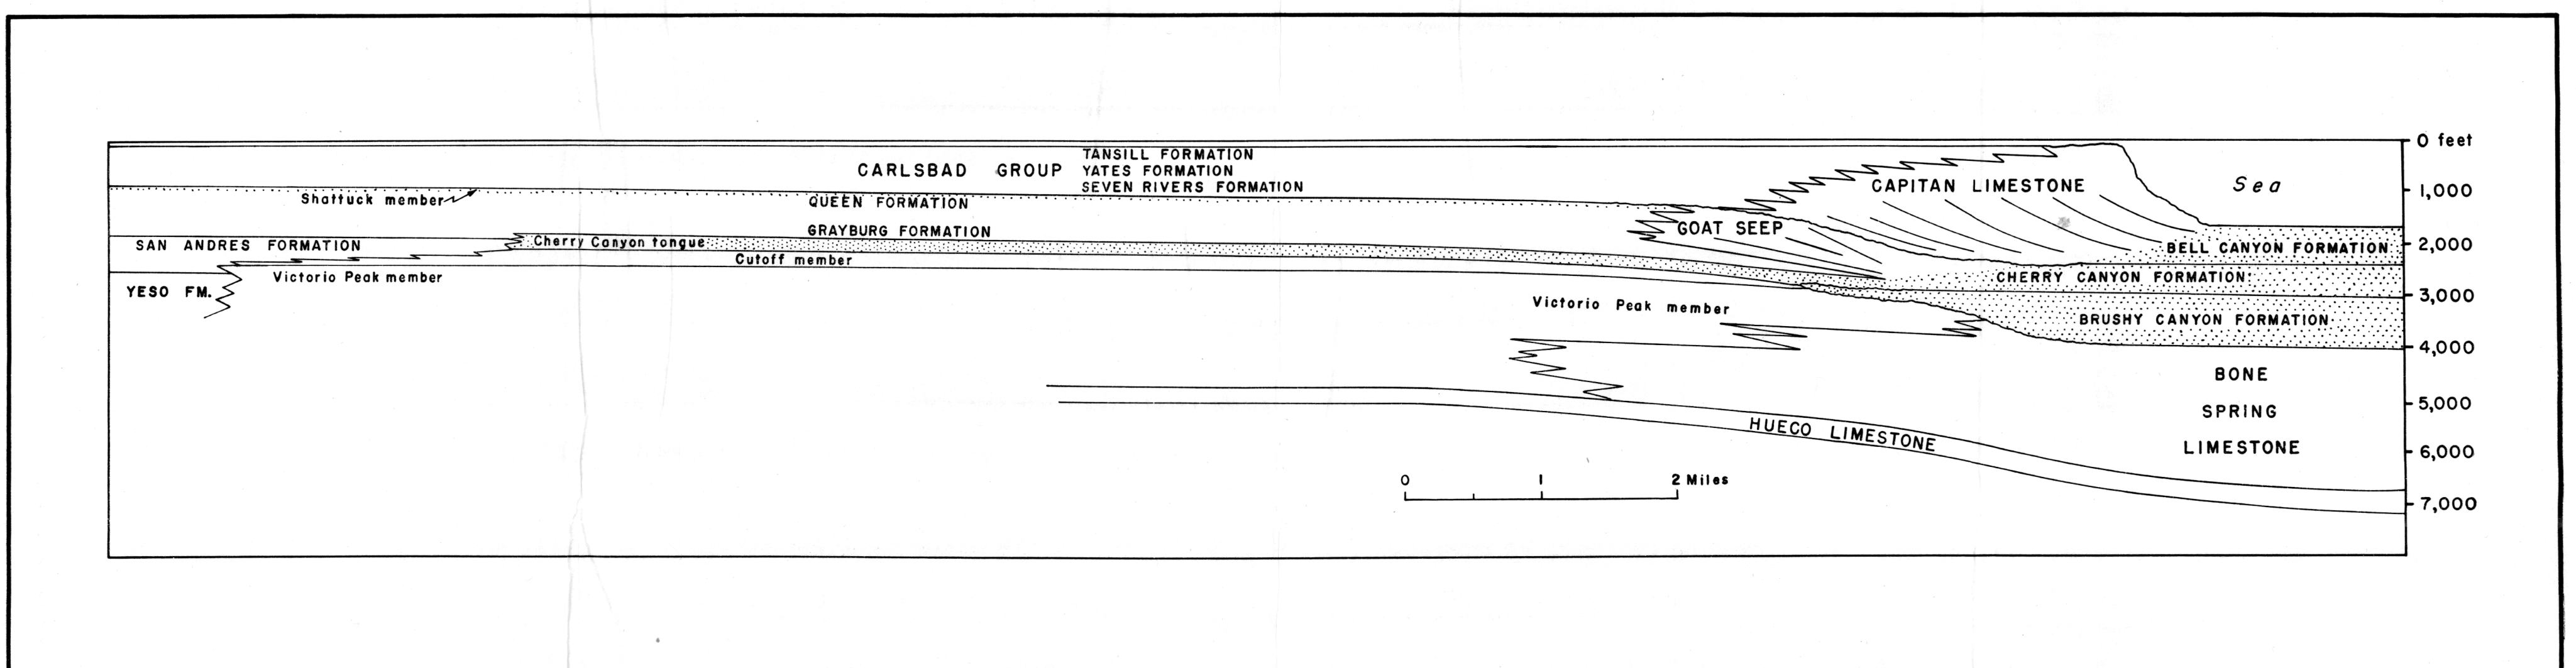 0 feet
TANSILL FORMATION
CARLSBAD GROUP YATES FORMATION
SEVEN RIVERS FORMATION
CAPITAN LIMESTONE
Sea
1,000
Shattuck member
QUEEN FORMATION
GOAT SEEP
GRAYBURG FORMATION
SAN ANDRES FORMATION
Cherry Canyon tongue
BELL CANYON FORMATION
2,000
Cutoff member
Victorio Peak member
CHERRY CANYON FORMATION
YESO FM.
3,000
Victorio Peak member
BRUSHY CANYON FORMATION
4,000
BONE
SPRING
LIMESTONE
5,000
HUECO LIMESTONE
6,000
0 1 2 Miles
7,000